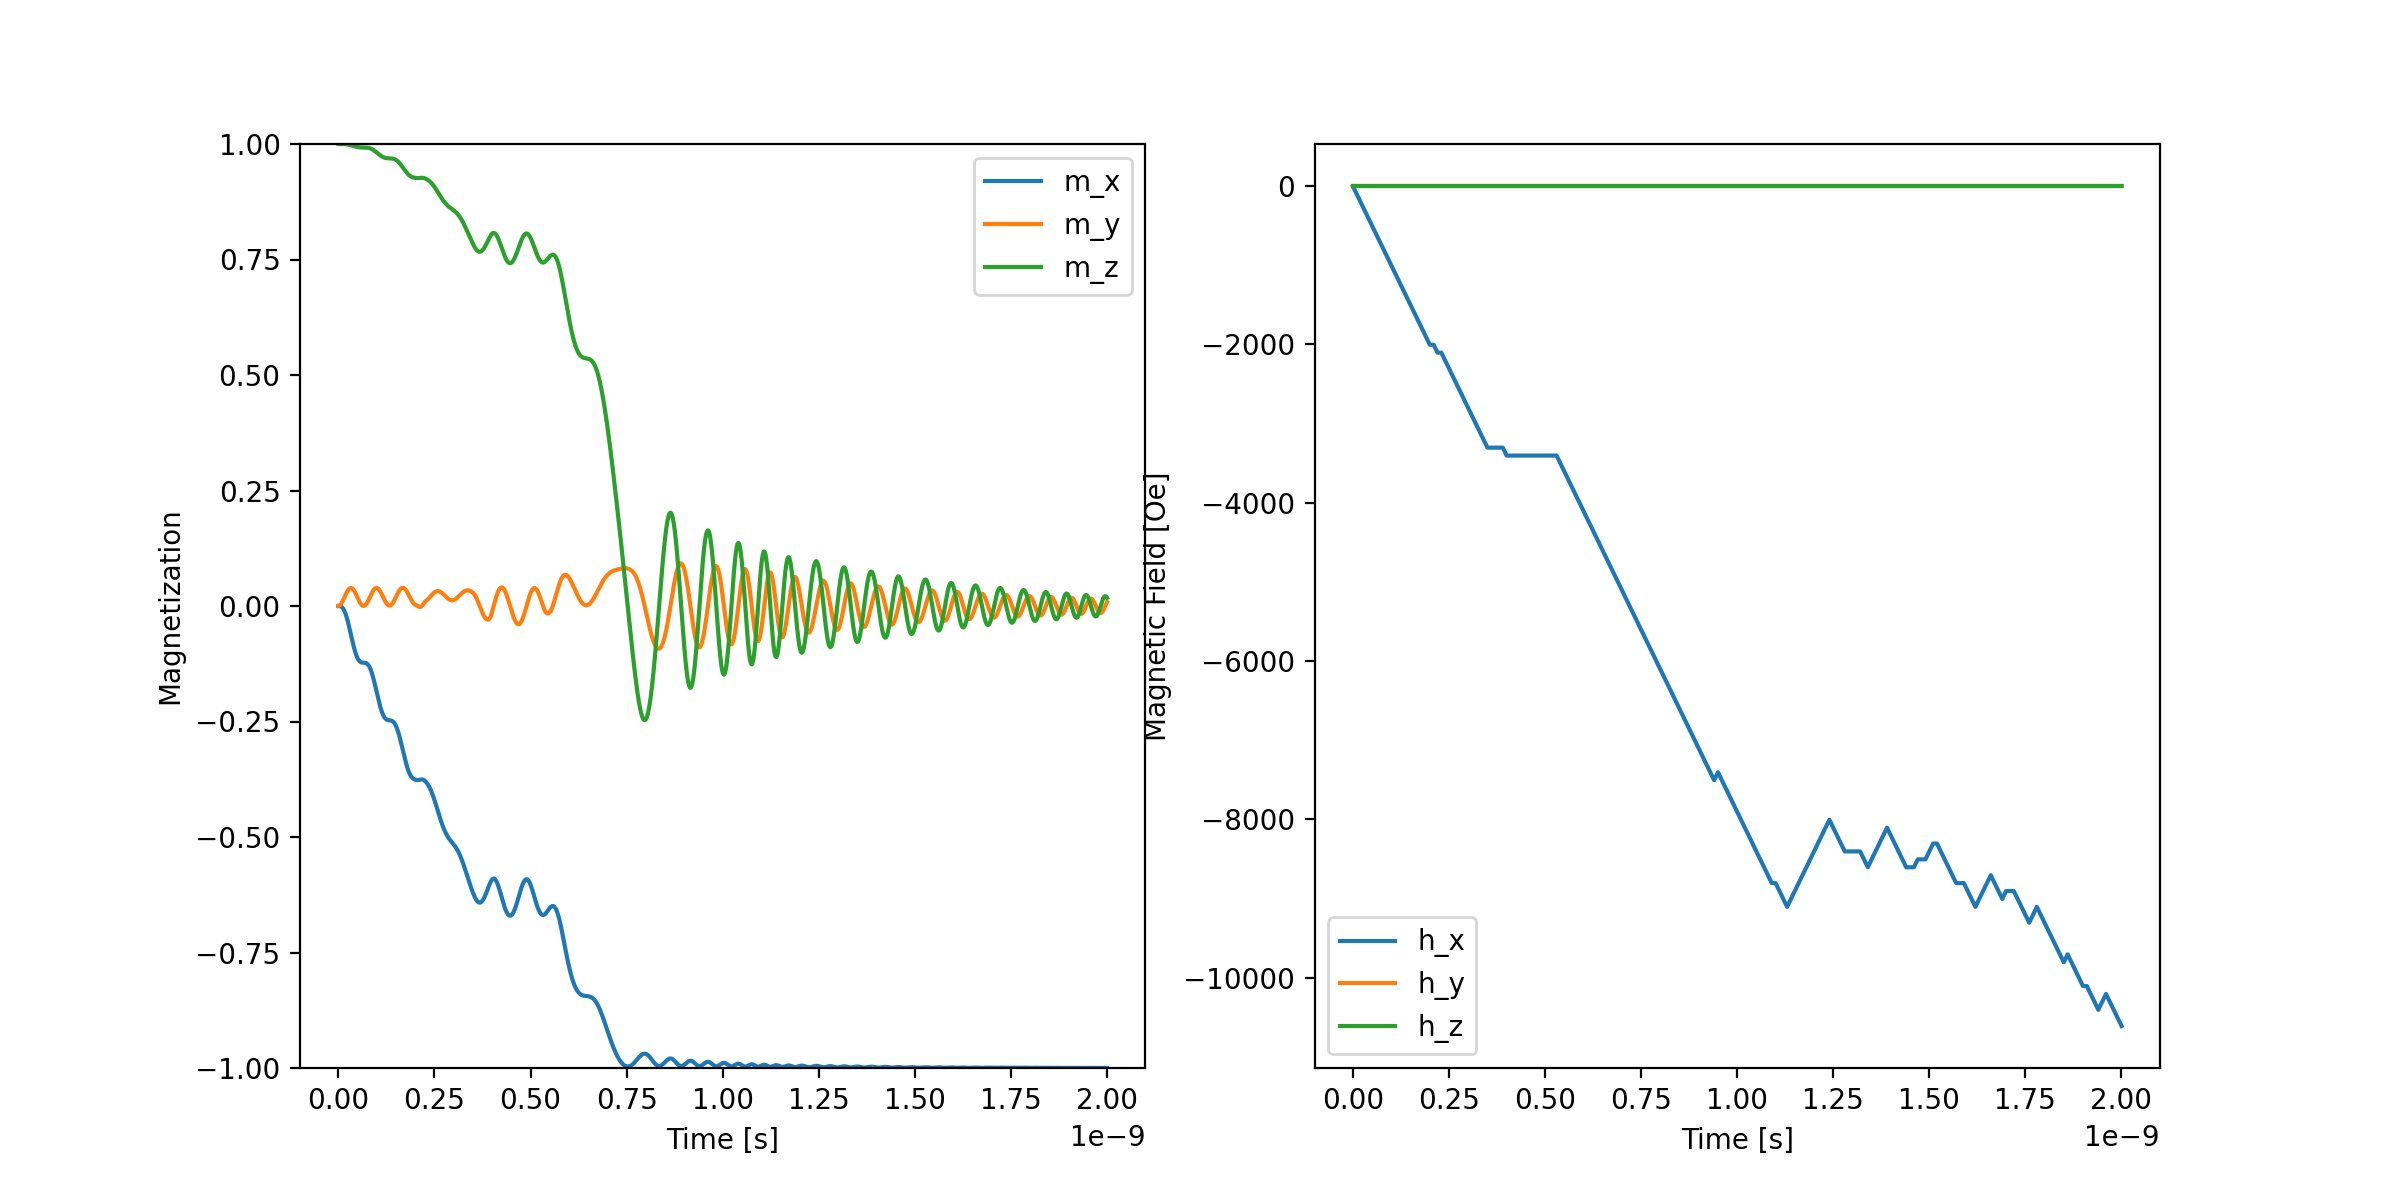 Magnetization
1.00
0.75
0.50
0.25
0.00
−0.25
−0.50
−0.75
−1.00
m_x
m_y
m_z
0.00 0.25 0.50 0.75 1.00 1.25 1.50 1.75 2.00
Time [s]
1e−9
Magnetic Field [Oe]
0
−2000
−4000
−6000
−8000
−10000
h_x
h_y
h_z
0.00 0.25 0.50 0.75 1.00 1.25 1.50 1.75 2.00
Time [s]
1e−9